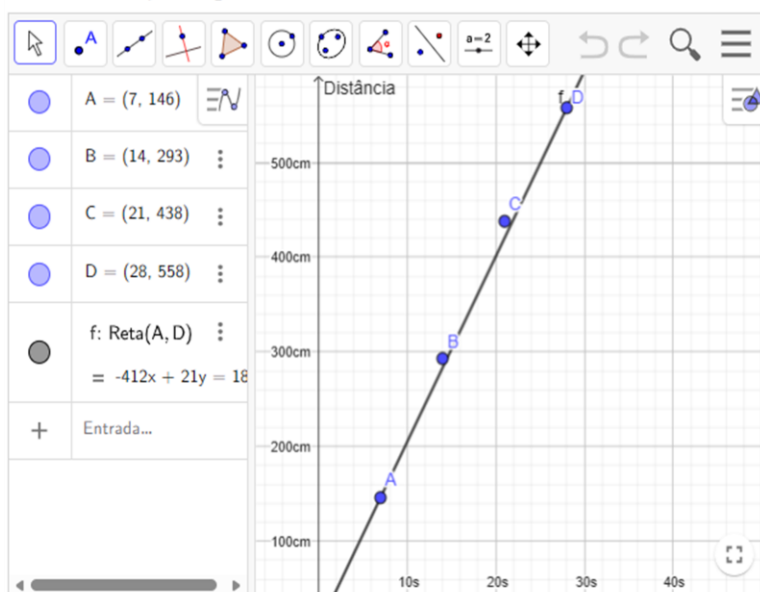 A
a=2
A = (7, 146)
B = (14, 293)
C = (21, 438)
D = (28, 558)
f: Reta(A, D)
= -412x + 21y = 18
+ Entrada...
Distância
f D
500cm
C
400cm
B
300cm
200cm
A
100cm
10s 20s 30s 40s